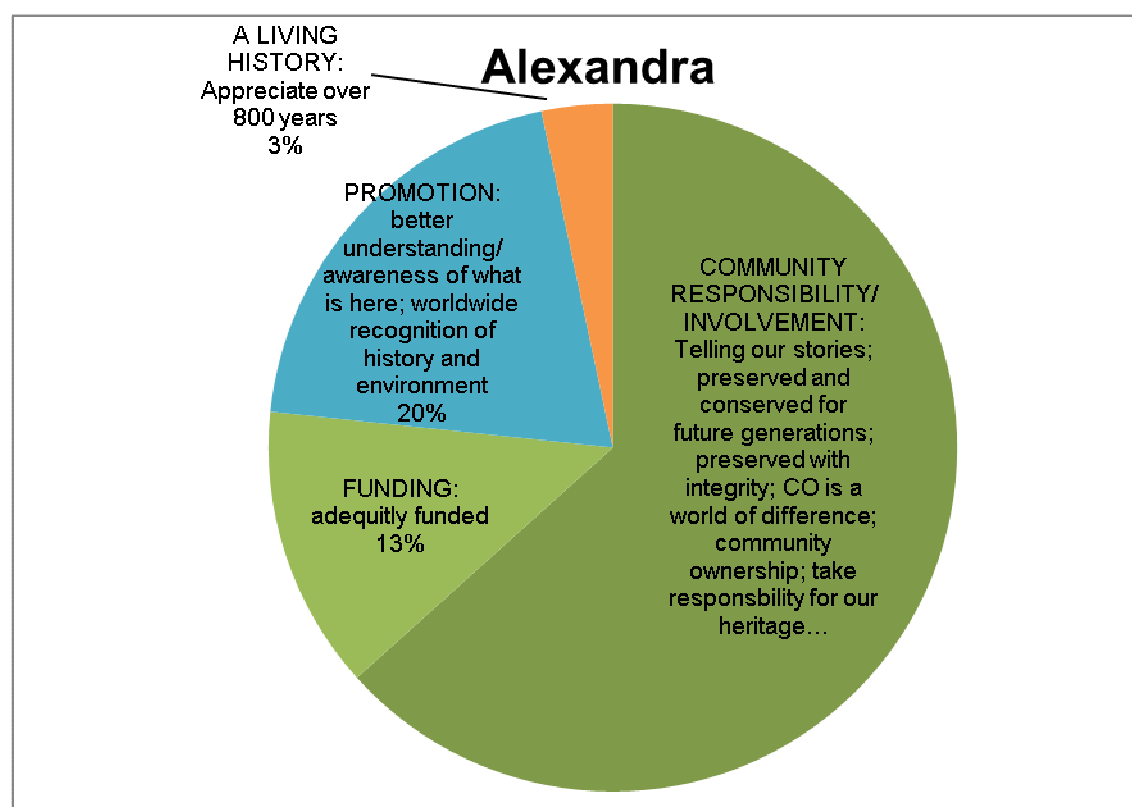 Alexandra
A LIVING
HISTORY:
Appreciate over
800 years
3%
PROMOTION:
better
understanding/
awareness of what
is here; worldwide
recognition of
history and
environment
20%
FUNDING:
adequitly funded
13%
COMMUNITY
RESPONSIBILITY/
INVOLVEMENT:
Telling our stories;
preserved and
conserved for
future generations;
preserved with
integrity; CO is a
world of difference;
community
ownership; take
responsbility for our
heritage…